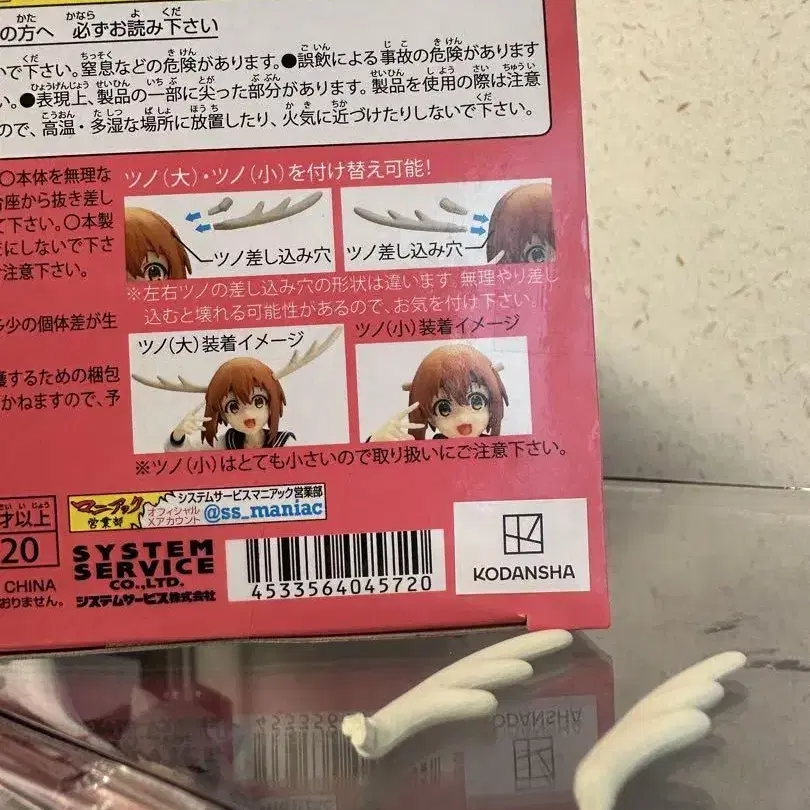 の方へ 必ずお読み下さい
いで下さい。窒息などの危険があります。●誤飲による事故の危険があります
い。●表現上、製品の一部に尖った部分があります。製品を使用の際は注意
ので、高温・多湿な場所に放置したり、火気に近づけたりしないで下さい。
〇本体を無理な
台座から抜き差し
て下さい。〇本製
にしないで下さ
注意下さい。
多少の個体差が生
護するための梱包
かねますので、予
ツノ(大)・ツノ(小)を付け替え可能!
ツノ差し込み穴
ツノ差し込み穴
※左右ツノの差し込み穴の形状は違います。無理やり差し
込むと壊れる可能性があるので、お気を付け下さい。
ツノ(大)装着イメージ
ツノ(小)装着イメージ
※ツノ(小)はとても小さいので取り扱いにご注意下さい。
才以上
20
CHINA
おりません。
マニアック
営業部
システムサービスマニアック営業部
オフィシャル
Xアカウント
@ss_maniac
SYSTEM
SERVICE
CO.,LTD.
システムサービス株式会社
4533564045720
KODANSHA